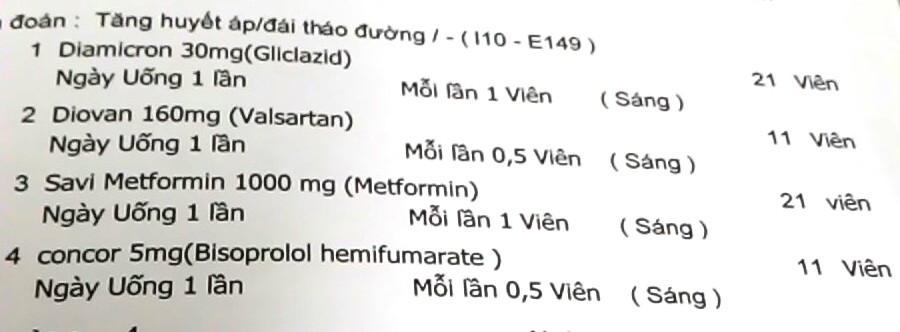 đoán : Tăng huyết áp/đái tháo đường / - ( I10 - E149 )
1 Diamicron 30mg(Gliclazid) 21 Viên
Ngày Uống 1 lần Mỗi lần 1 Viên ( Sáng )
2 Diovan 160mg (Valsartan) 11 Viên
Ngày Uống 1 lần Mỗi lần 0,5 Viên ( Sáng )
3 Savi Metformin 1000 mg (Metformin) 21 viên
Ngày Uống 1 lần Mỗi lần 1 Viên ( Sáng )
4 concor 5mg(Bisoprolol hemifumarate ) 11 Viên
Ngày Uống 1 lần Mỗi lần 0,5 Viên ( Sáng )